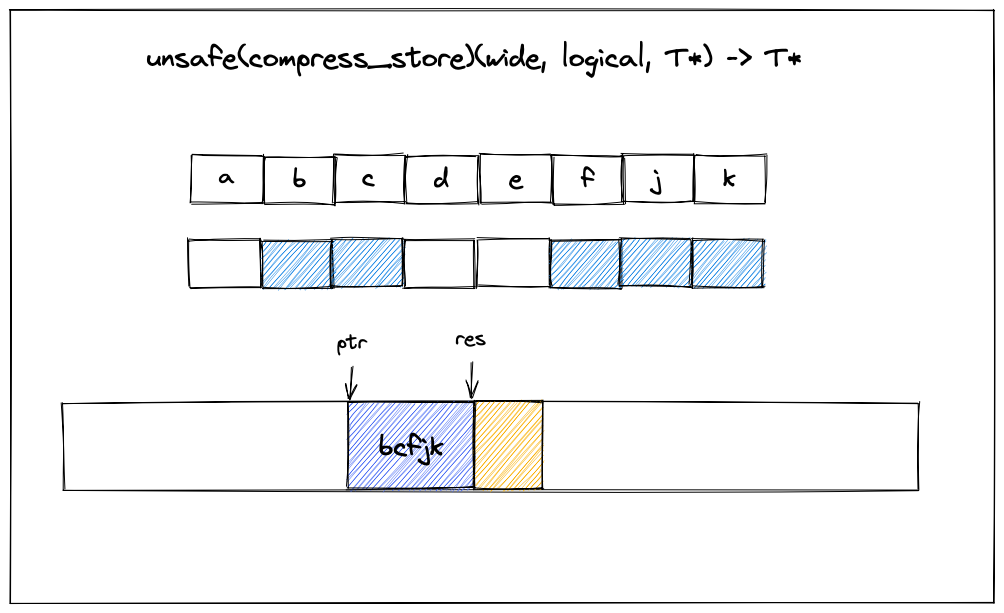 unsafe(compress_store)(wide, logical, T*) -> T*
a b c d e f j k
ptr res
bcfjk